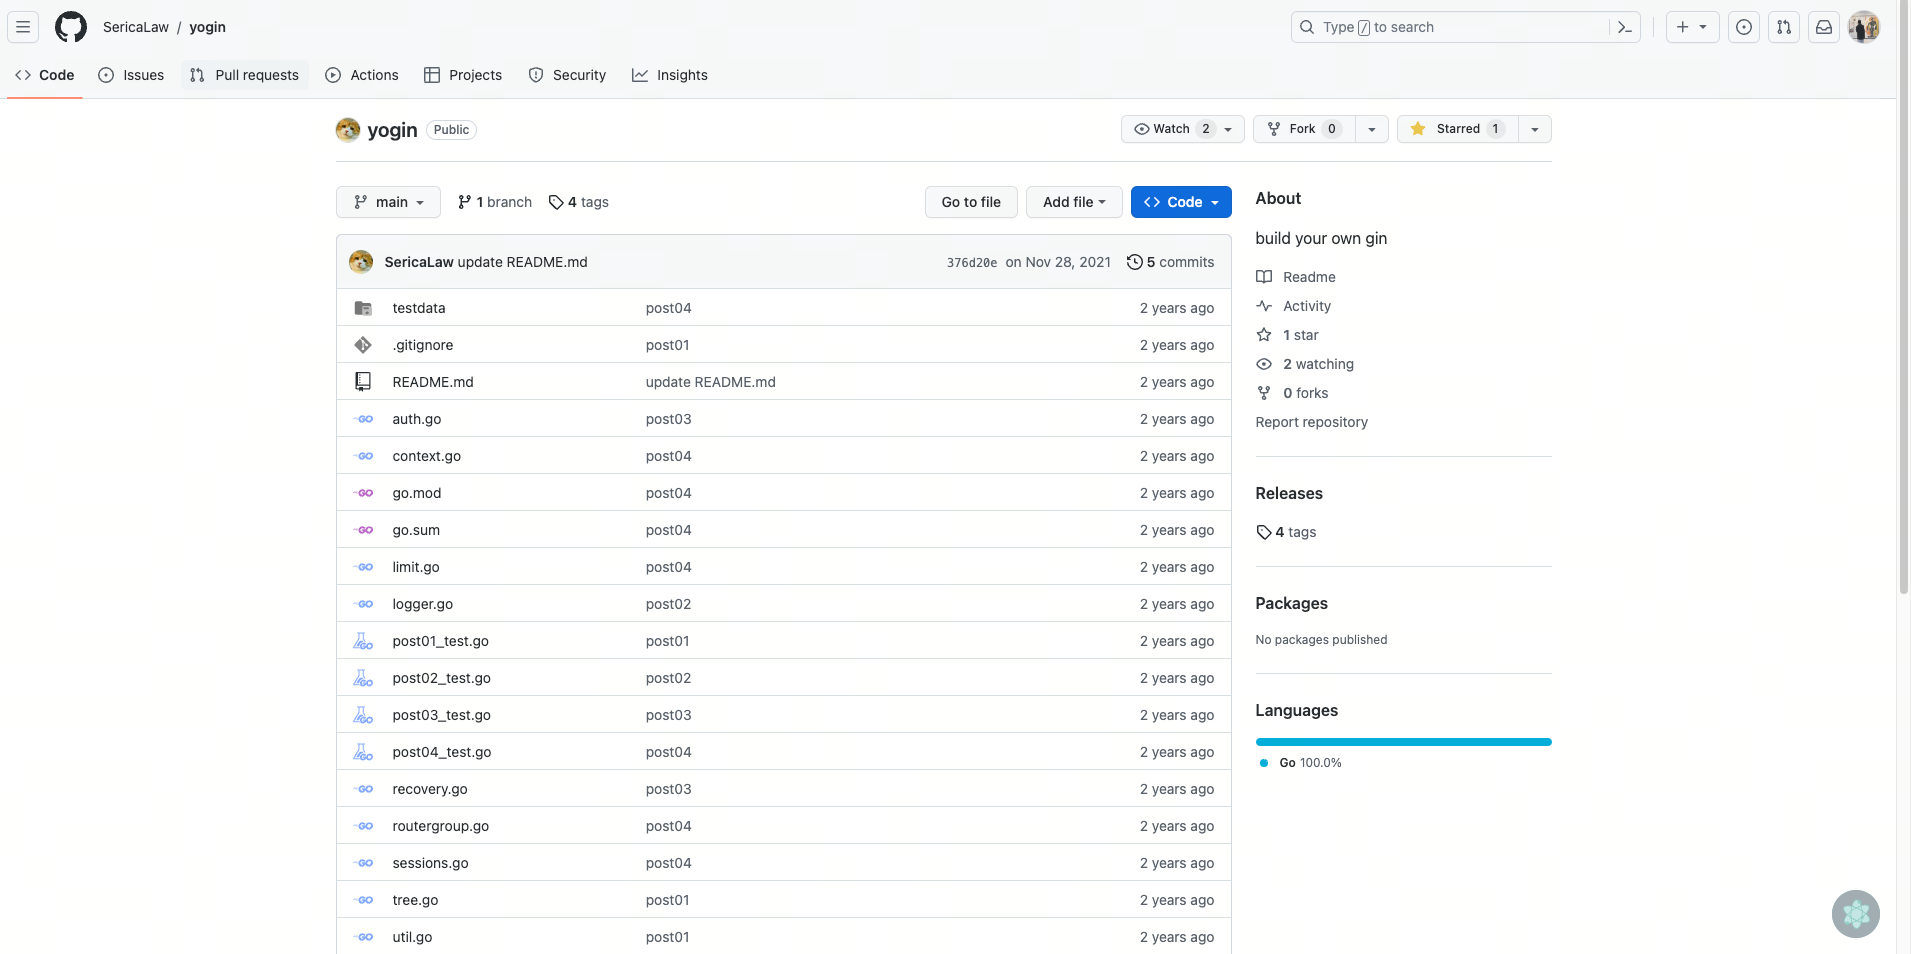 SericaLaw / yogin
Type / to search
Code Issues Pull requests Actions Projects Security Insights
yogin Public
Watch 2 Fork 0 Starred 1
main 1 branch 4 tags Go to file Add file Code
SericaLaw update README.md 376d20e on Nov 28, 2021 5 commits
testdata post04 2 years ago
.gitignore post01 2 years ago
README.md update README.md 2 years ago
auth.go post03 2 years ago
context.go post04 2 years ago
go.mod post04 2 years ago
go.sum post04 2 years ago
limit.go post04 2 years ago
logger.go post02 2 years ago
post01_test.go post01 2 years ago
post02_test.go post02 2 years ago
post03_test.go post03 2 years ago
post04_test.go post04 2 years ago
recovery.go post03 2 years ago
routergroup.go post04 2 years ago
sessions.go post04 2 years ago
tree.go post01 2 years ago
util.go post01 2 years ago
About
build your own gin
Readme
Activity
1 star
2 watching
0 forks
Report repository
Releases
4 tags
Packages
No packages published
Languages
Go 100.0%